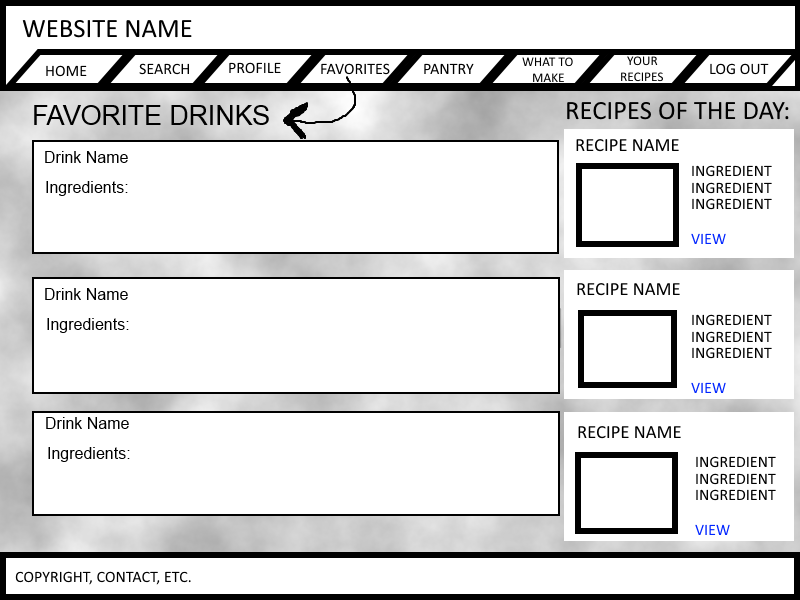 WEBSITE NAME
HOME
SEARCH
PROFILE
FAVORITES
PANTRY
WHAT TO
MAKE
YOUR
RECIPES
LOG OUT
FAVORITE DRINKS
Drink Name
Ingredients:
Drink Name
Ingredients:
Drink Name
Ingredients:
RECIPES OF THE DAY:
RECIPE NAME
INGREDIENT
INGREDIENT
INGREDIENT
VIEW
RECIPE NAME
INGREDIENT
INGREDIENT
INGREDIENT
VIEW
RECIPE NAME
INGREDIENT
INGREDIENT
INGREDIENT
VIEW
COPYRIGHT, CONTACT, ETC.